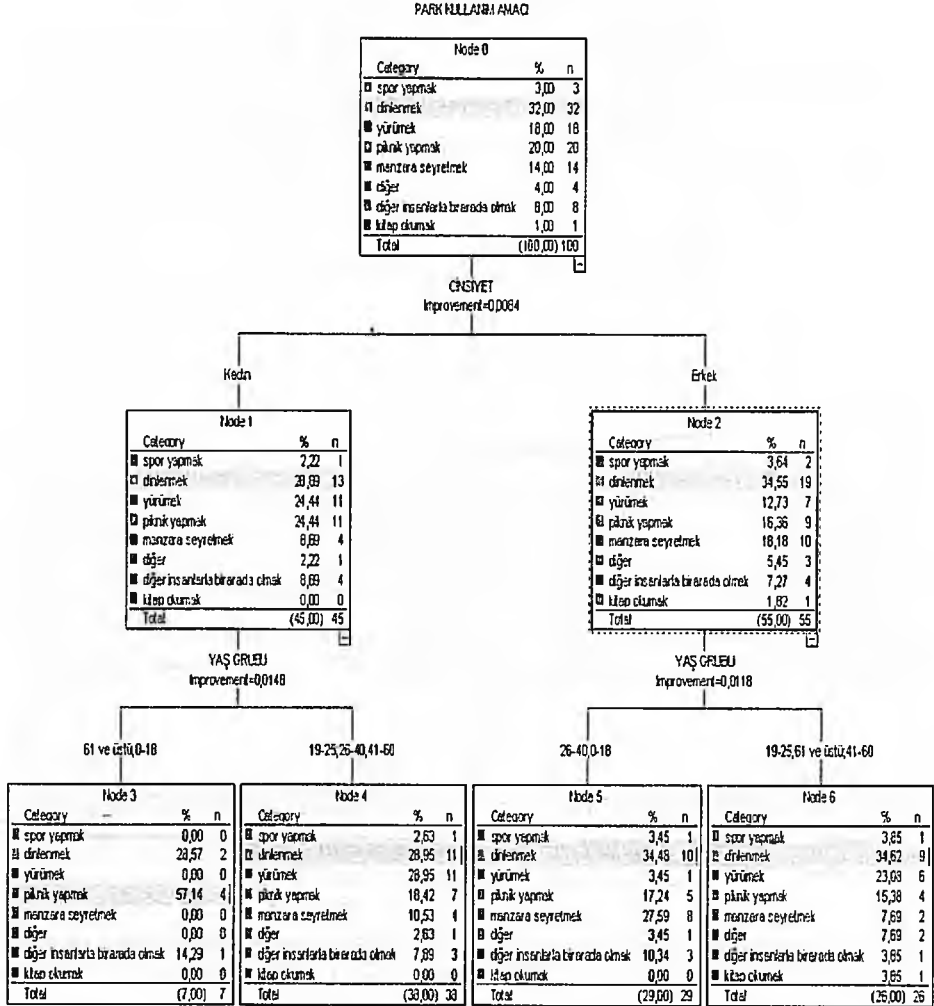 PARK KULLANIM AMACI
Node 0
Category % n
spor yapmak 3,00 3
dinlenmek 32,00 32
yürümek 18,00 18
piknik yapmak 20,00 20
manzara seyretmek 14,00 14
diğer 4,00 4
diğer insanlarla birarada olmak 8,00 8
kitap okumak 1,00 1
Total (100,00) 100
CİNSİYET
Improvement=0,0084
Kadın
Erkek
Node 1
Category % n
spor yapmak 2,22 1
dinlenmek 28,89 13
yürümek 24,44 11
piknik yapmak 24,44 11
manzara seyretmek 8,89 4
diğer 2,22 1
diğer insanlarla birarada olmak 8,89 4
kitap okumak 0,00 0
Total (45,00) 45
Node 2
Category % n
spor yapmak 3,64 2
dinlenmek 34,55 19
yürümek 12,73 7
piknik yapmak 16,36 9
manzara seyretmek 18,18 10
diğer 5,45 3
diğer insanlarla birarada olmak 7,27 4
kitap okumak 1,82 1
Total (55,00) 55
YAŞ GRUBU
Improvement=0,0148
YAŞ GRUBU
Improvement=0,0118
61 ve üstü;0-18
19-25;26-40;41-60
26-40;0-18
19-25;61 ve üstü;41-60
Node 3
Category % n
spor yapmak 0,00 0
dinlenmek 28,57 2
yürümek 0,00 0
piknik yapmak 57,14 4
manzara seyretmek 0,00 0
diğer 0,00 0
diğer insanlarla birarada olmak 14,29 1
kitap okumak 0,00 0
Total (7,00) 7
Node 4
Category % n
spor yapmak 2,63 1
dinlenmek 28,95 11
yürümek 28,95 11
piknik yapmak 18,42 7
manzara seyretmek 10,53 4
diğer 2,63 1
diğer insanlarla birarada olmak 7,89 3
kitap okumak 0,00 0
Total (38,00) 38
Node 5
Category % n
spor yapmak 3,45 1
dinlenmek 34,48 10
yürümek 3,45 1
piknik yapmak 17,24 5
manzara seyretmek 27,59 8
diğer 3,45 1
diğer insanlarla birarada olmak 10,34 3
kitap okumak 0,00 0
Total (29,00) 29
Node 6
Category % n
spor yapmak 3,85 1
dinlenmek 34,62 9
yürümek 23,08 6
piknik yapmak 15,38 4
manzara seyretmek 7,69 2
diğer 7,69 2
diğer insanlarla birarada olmak 3,85 1
kitap okumak 3,85 1
Total (26,00) 26